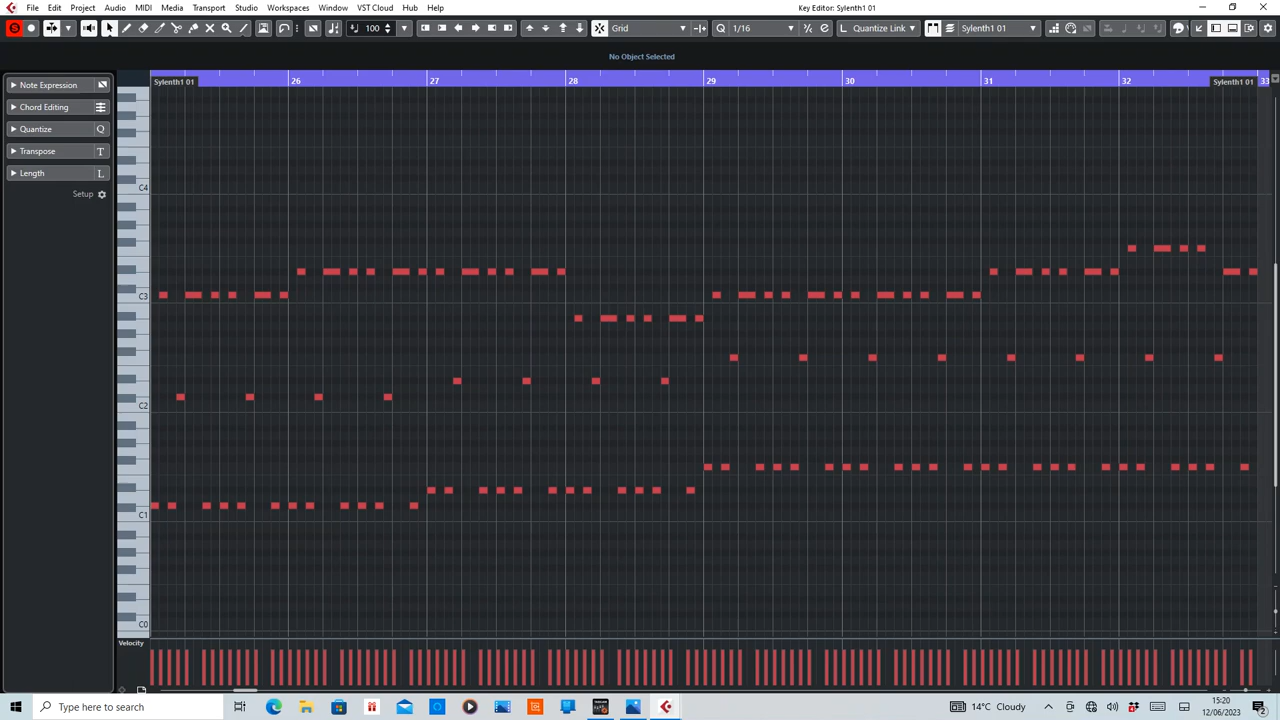 File Edit Project Audio MIDI Media Transport Studio Workspaces Window VST Cloud Hub Help
Key Editor: Sylenth1 01
S 100 Grid Q 1/16 L Quantize Link Sylenth1 01
No Object Selected
Note Expression
Chord Editing
Quantize Q
Transpose T
Length L
Setup
Sylenth1 01 26 27 28 29 30 31 32 Sylenth1 01 33
C4
C3
C2
C1
C0
Velocity
Type here to search
14°C Cloudy
15:20
12/06/2023